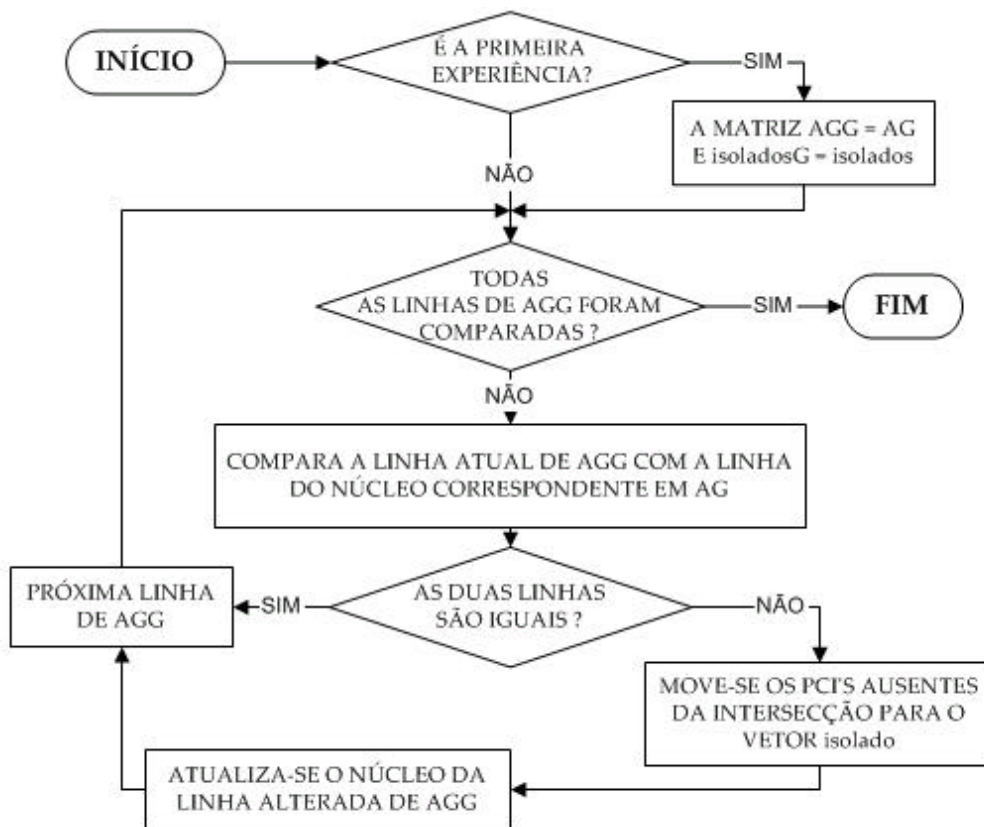 INÍCIO
É A PRIMEIRA
EXPERIÊNCIA?
SIM
A MATRIZ AGG = AG
E isoladosG = isolados
NÃO
TODAS
AS LINHAS DE AGG FORAM
COMPARADAS ?
SIM
FIM
NÃO
COMPARA A LINHA ATUAL DE AGG COM A LINHA
DO NÚCLEO CORRESPONDENTE EM AG
AS DUAS LINHAS
SÃO IGUAIS ?
SIM
PRÓXIMA LINHA
DE AGG
NÃO
MOVE-SE OS PCI'S AUSENTES
DA INTERSECÇÃO PARA O
VETOR isolado
ATUALIZA-SE O NÚCLEO DA
LINHA ALTERADA DE AGG